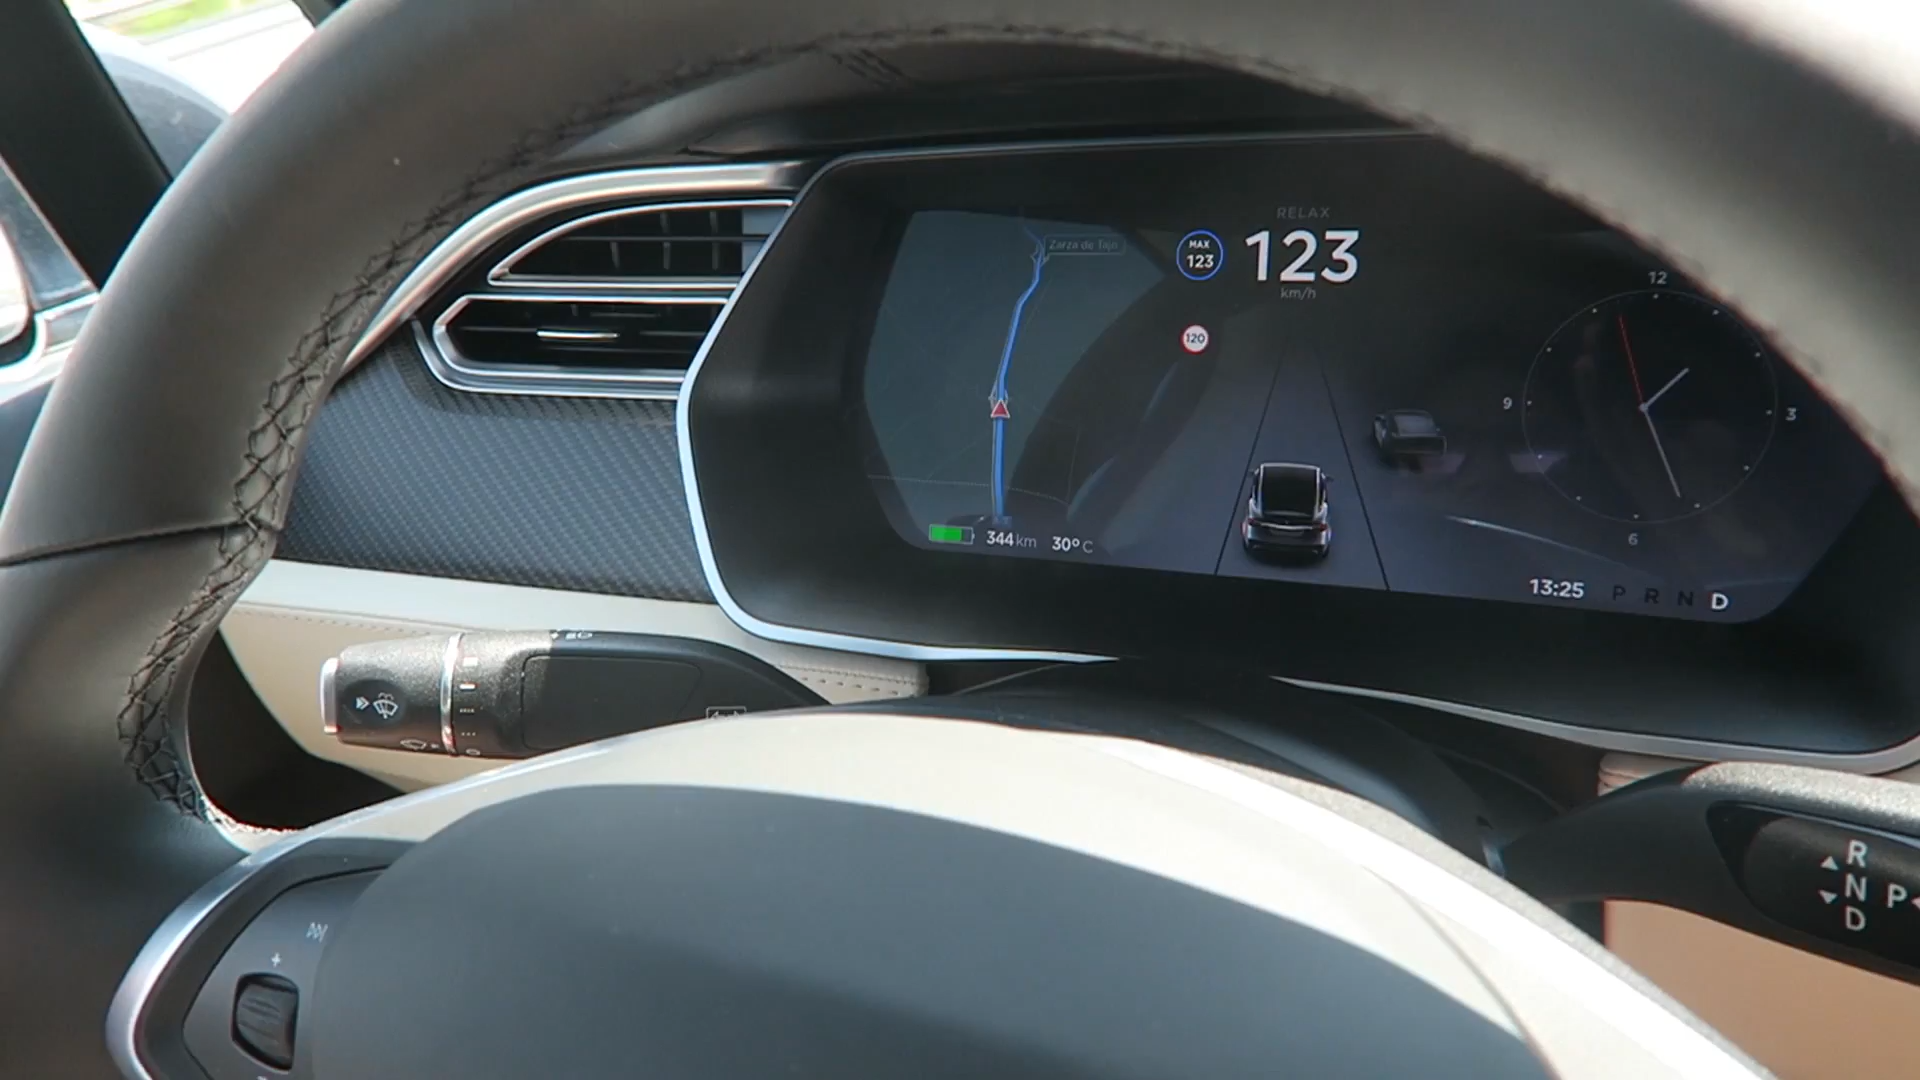 RELAX
Zarza de Tajo
MAX
123
123
km/h
120
12
9
3
6
344 km 30°C
13:25 P R N D
R
N P
D
+